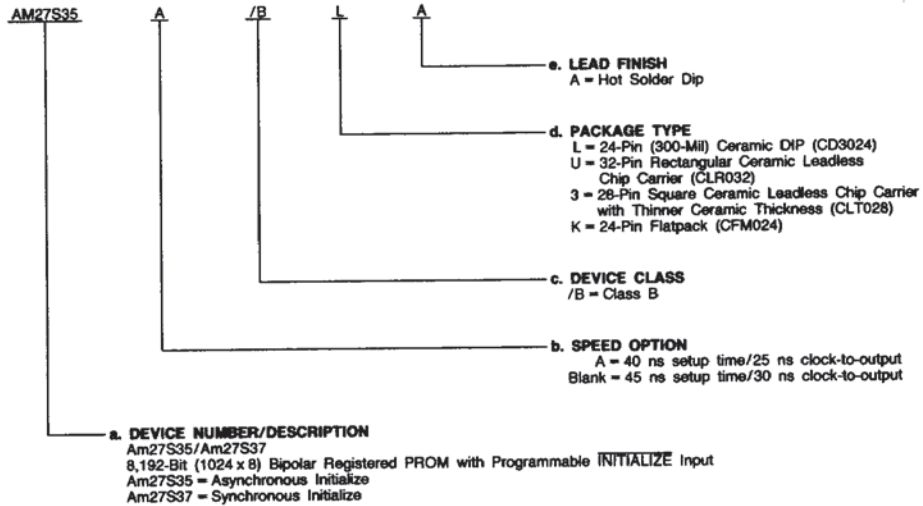 AM27S35 A /B L A
e. LEAD FINISH
A = Hot Solder Dip
d. PACKAGE TYPE
L = 24-Pin (300-Mil) Ceramic DIP (CD3024)
U = 32-Pin Rectangular Ceramic Leadless
Chip Carrier (CLR032)
3 = 28-Pin Square Ceramic Leadless Chip Carrier
with Thinner Ceramic Thickness (CLT028)
K = 24-Pin Flatpack (CFM024)
c. DEVICE CLASS
/B = Class B
b. SPEED OPTION
A = 40 ns setup time/25 ns clock-to-output
Blank = 45 ns setup time/30 ns clock-to-output
a. DEVICE NUMBER/DESCRIPTION
Am27S35/Am27S37
8,192-Bit (1024 x 8) Bipolar Registered PROM with Programmable INITIALIZE Input
Am27S35 = Asynchronous Initialize
Am27S37 = Synchronous Initialize